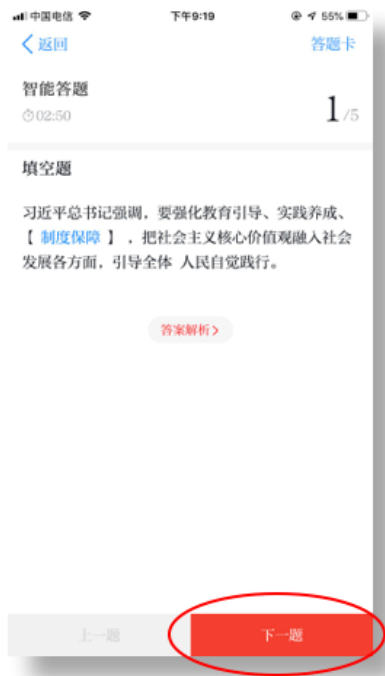 中国电信 下午9:19 55%
返回 答题卡
智能答题
02:50 1/5
填空题
习近平总书记强调，要强化教育引导、实践养成、
【 制度保障 】，把社会主义核心价值观融入社会
发展各方面，引导全体 人民自觉践行。
答案解析>
上一题 下一题